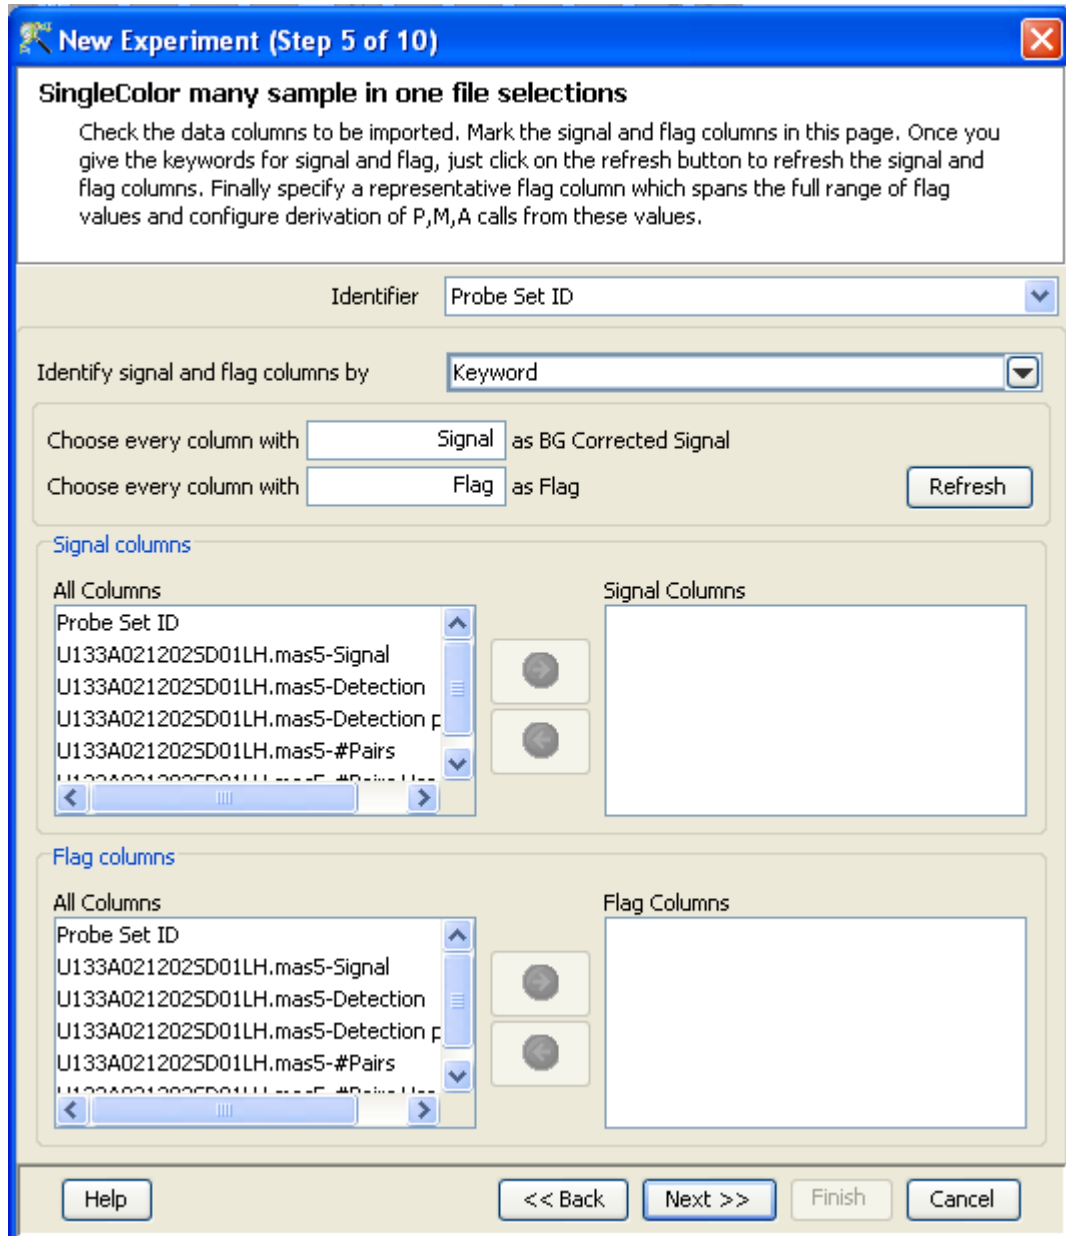 New Experiment (Step 5 of 10)
SingleColor many sample in one file selections
Check the data columns to be imported. Mark the signal and flag columns in this page. Once you
give the keywords for signal and flag, just click on the refresh button to refresh the signal and
flag columns. Finally specify a representative flag column which spans the full range of flag
values and configure derivation of P,M,A calls from these values.
Identifier Probe Set ID
Identify signal and flag columns by Keyword
Choose every column with Signal as BG Corrected Signal
Choose every column with Flag as Flag Refresh
Signal columns
All Columns Signal Columns
Probe Set ID
U133A021202SD01LH.mas5-Signal
U133A021202SD01LH.mas5-Detection
U133A021202SD01LH.mas5-Detection p
U133A021202SD01LH.mas5-#Pairs
Flag columns
All Columns Flag Columns
Probe Set ID
U133A021202SD01LH.mas5-Signal
U133A021202SD01LH.mas5-Detection
U133A021202SD01LH.mas5-Detection p
U133A021202SD01LH.mas5-#Pairs
Help << Back Next >> Finish Cancel